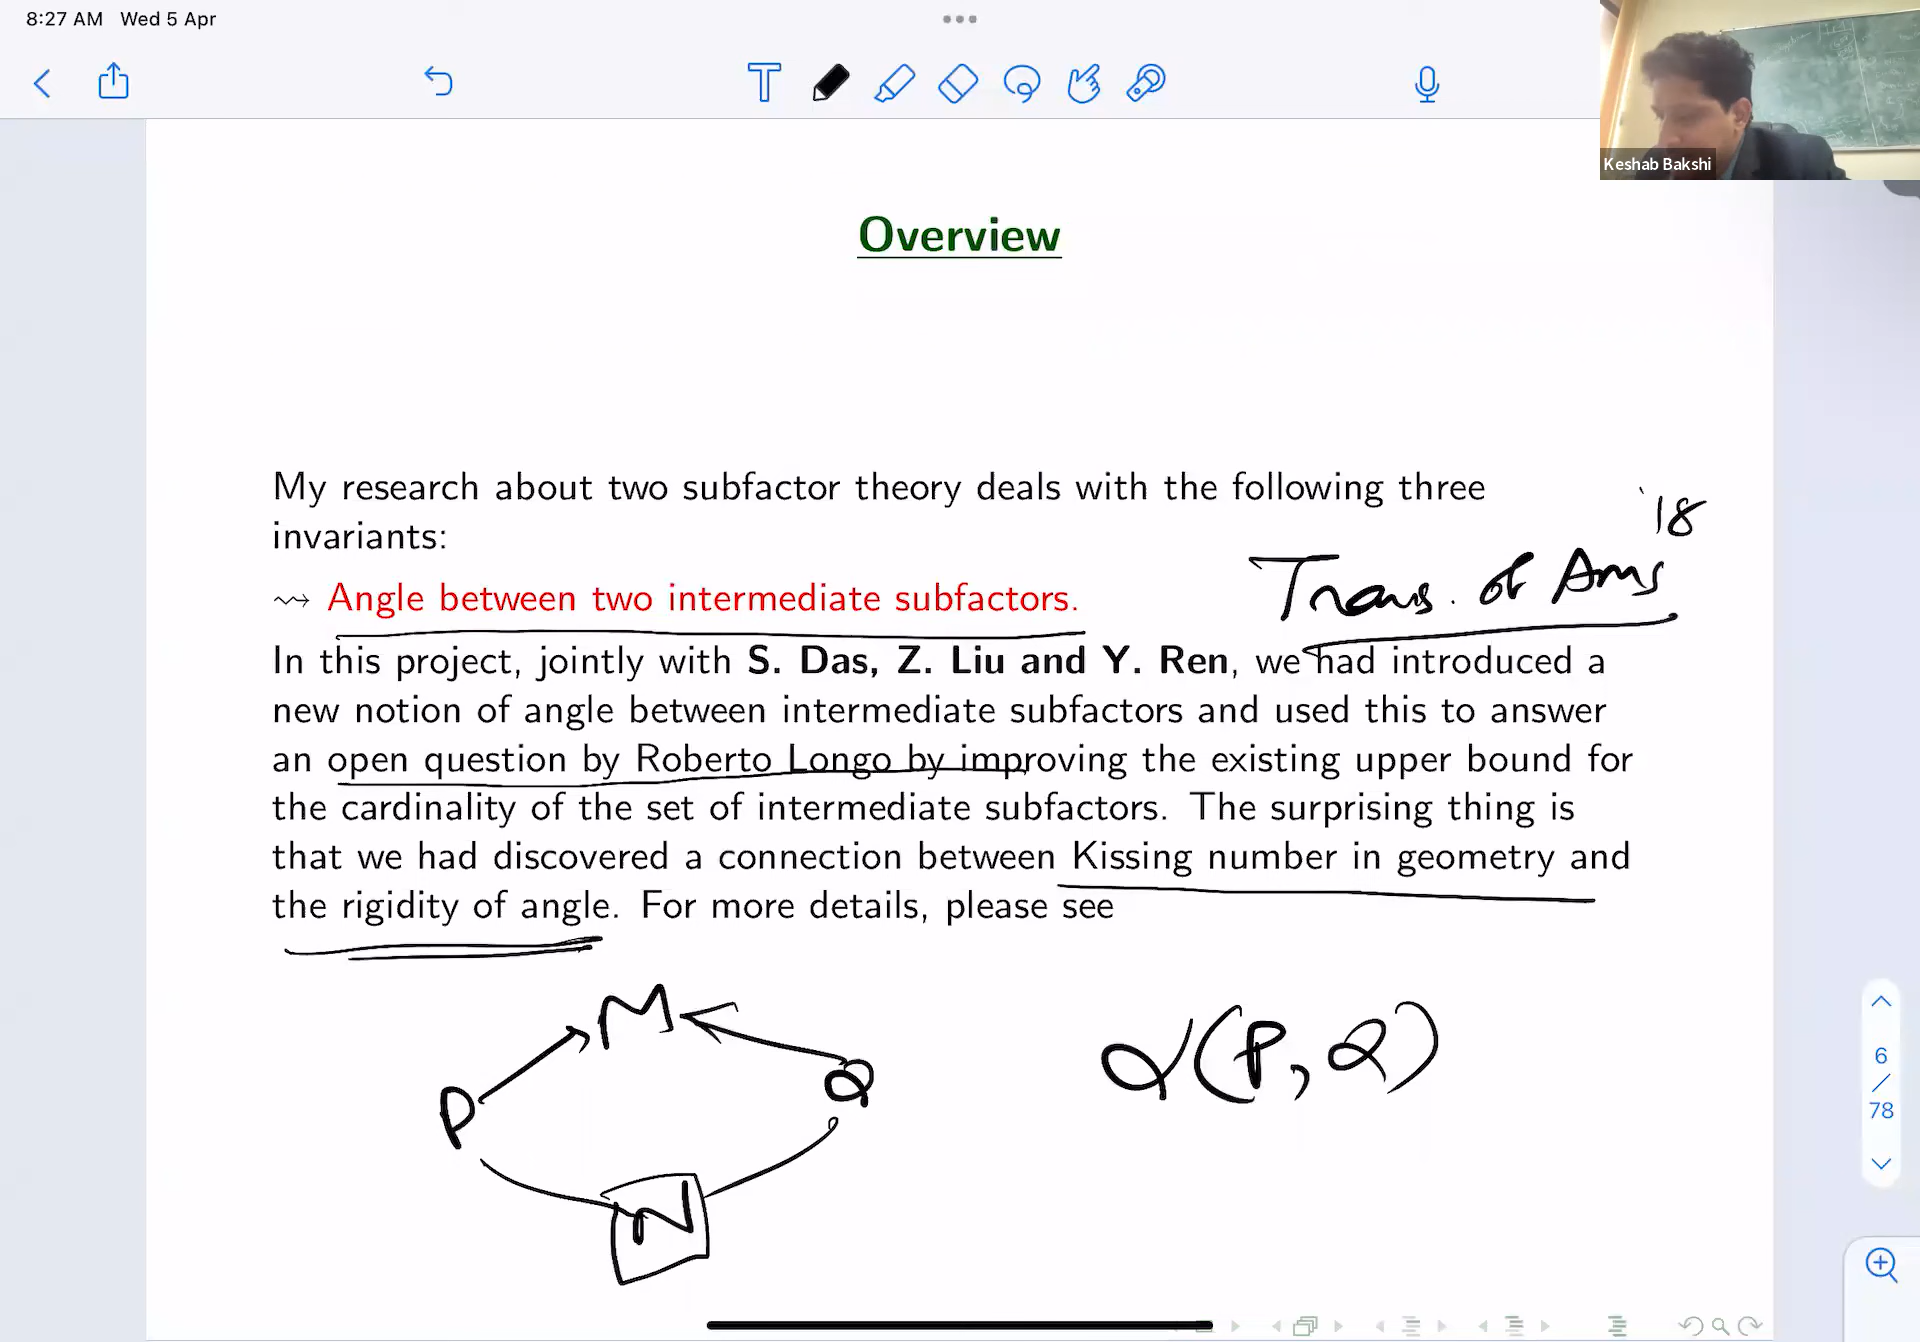 8:27 AM Wed 5 Apr
Keshab Bakshi
Overview
My research about two subfactor theory deals with the following three
invariants:
'18
Trans. of Ams
⇝ Angle between two intermediate subfactors.
In this project, jointly with S. Das, Z. Liu and Y. Ren, we had introduced a
new notion of angle between intermediate subfactors and used this to answer
an open question by Roberto Longo by improving the existing upper bound for
the cardinality of the set of intermediate subfactors. The surprising thing is
that we had discovered a connection between Kissing number in geometry and
the rigidity of angle. For more details, please see
M
P
Q
N
α(P, Q)
6
/
78